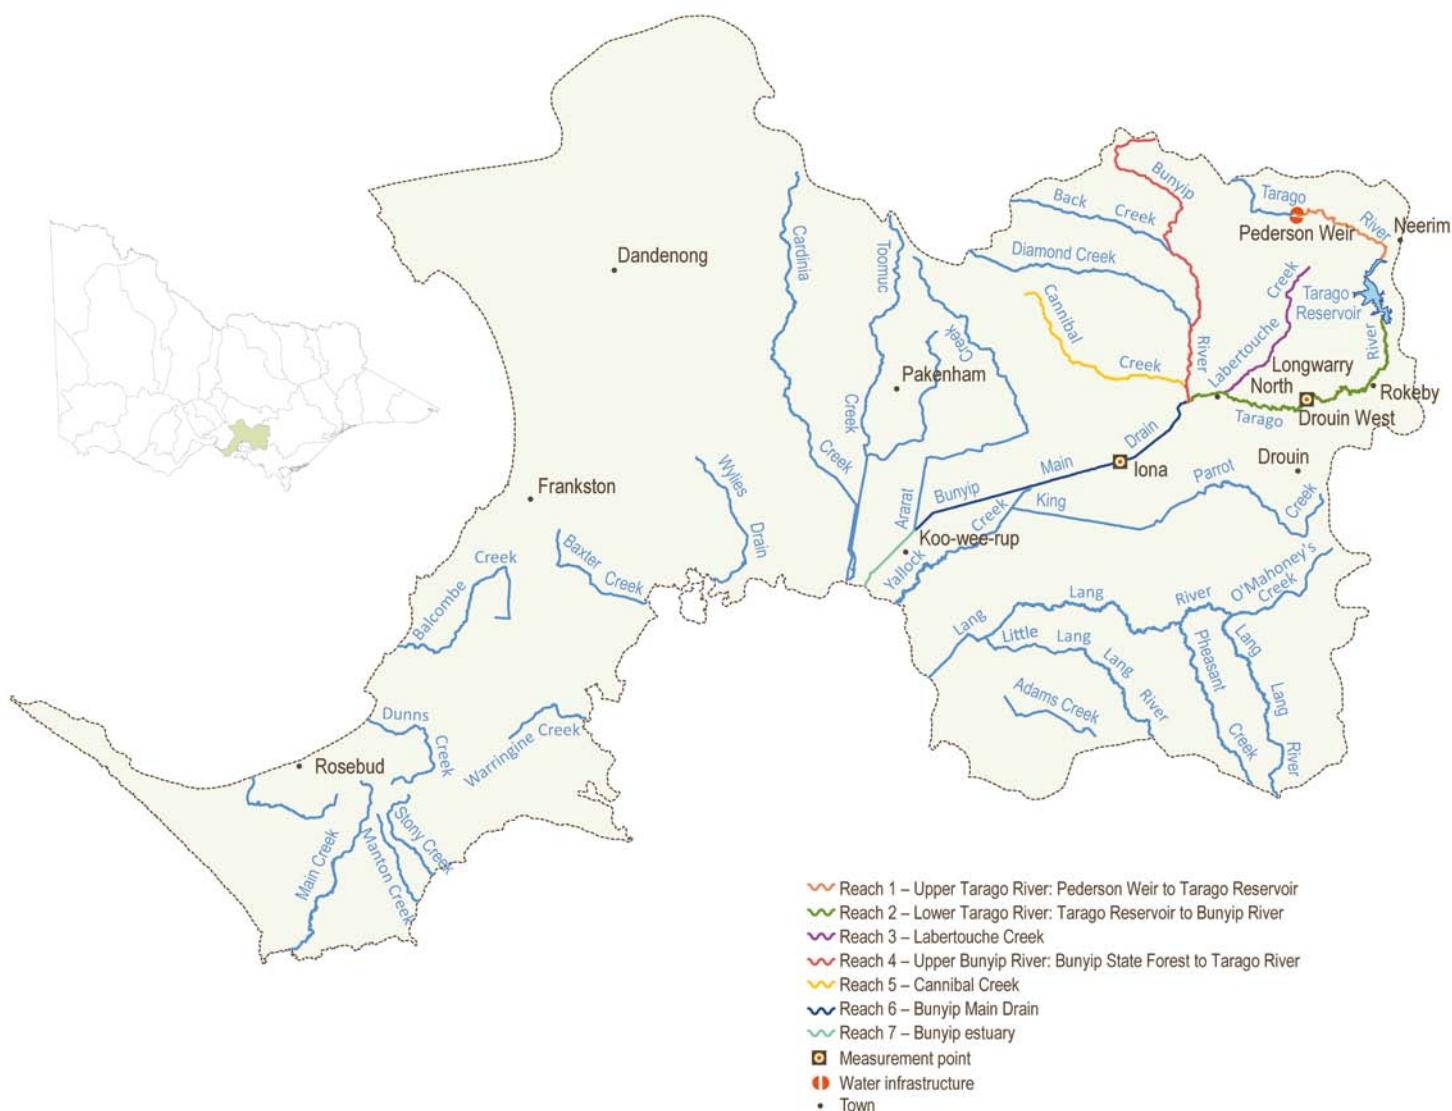 Bunyip
Tarago
Back
Creek
River
Neerim
Pederson Weir
Cardinia
Toomuc
Dandenong
Diamond Creek
Creek
Tarago
Reservoir
Cannibal
Creek
River
Labertouche
River
Creek
Pakenham
Creek
Longwarry
North
Rokeby
Tarago
Drouin West
Creek
Creek
Drain
Main
Iona
Drouin
Parrot
Wylies
Drain
Frankston
Ararat
Bunyip
Creek
King
Creek
Koo-wee-rup
Yallock
Balcombe
Creek
Baxter
Creek
O'Mahoney's
Creek
Lang
Lang
River
Little
Lang
Lang
River
Pheasant
Creek
Lang
Lang
River
Adams Creek
Dunns
Creek
Warringine
Creek
Rosebud
Main Creek
Manton Creek
Stony Creek
Reach 1 – Upper Tarago River: Pederson Weir to Tarago Reservoir
Reach 2 – Lower Tarago River: Tarago Reservoir to Bunyip River
Reach 3 – Labertouche Creek
Reach 4 – Upper Bunyip River: Bunyip State Forest to Tarago River
Reach 5 – Cannibal Creek
Reach 6 – Bunyip Main Drain
Reach 7 – Bunyip estuary
Measurement point
Water infrastructure
Town